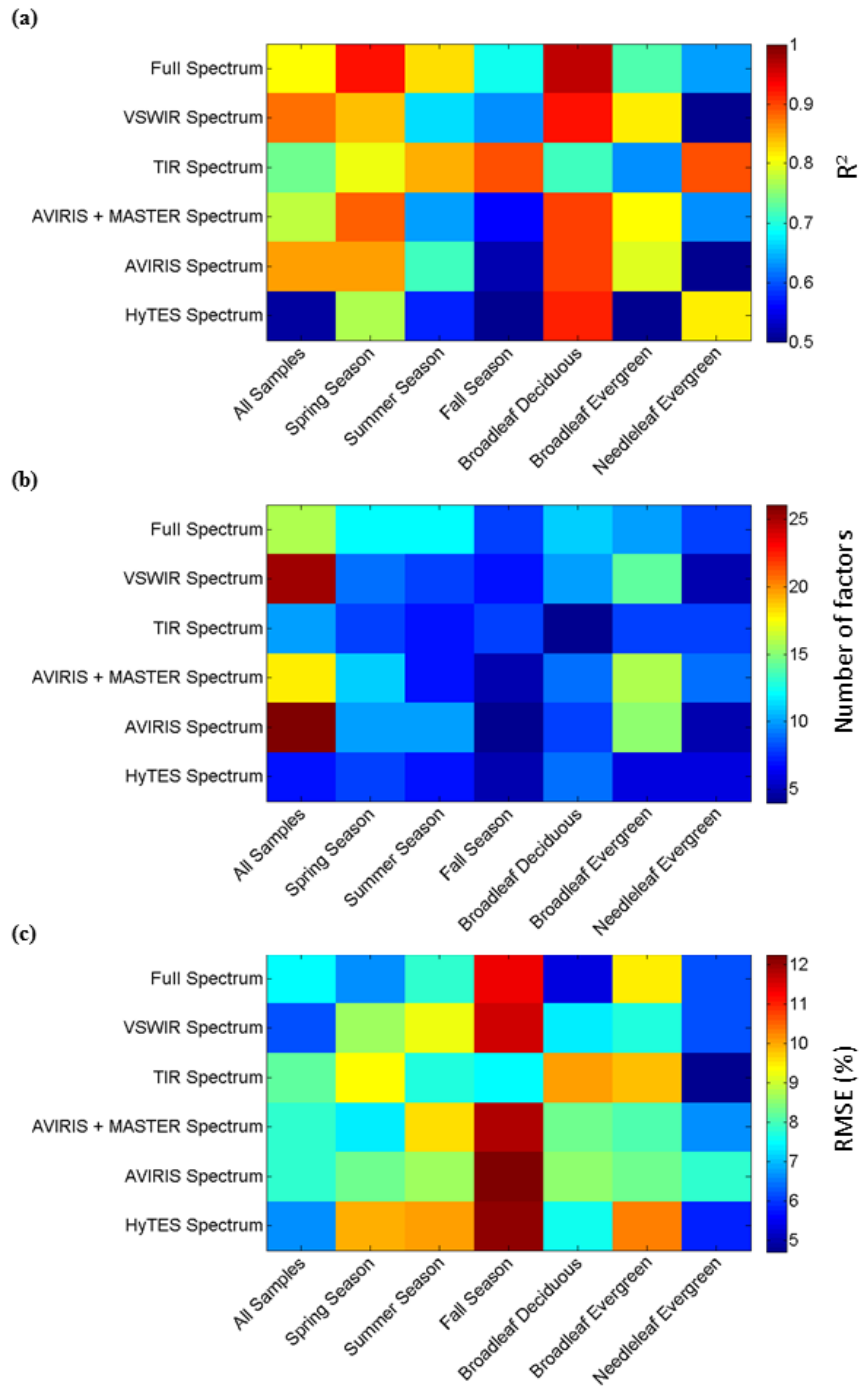 (a)
Full Spectrum
VSWIR Spectrum
TIR Spectrum
AVIRIS + MASTER Spectrum
AVIRIS Spectrum
HyTES Spectrum
All Samples
Spring Season
Summer Season
Fall Season
Broadleaf Deciduous
Broadleaf Evergreen
Needleleaf Evergreen
1
0.9
0.8
0.7
0.6
0.5
R²
(b)
Full Spectrum
VSWIR Spectrum
TIR Spectrum
AVIRIS + MASTER Spectrum
AVIRIS Spectrum
HyTES Spectrum
All Samples
Spring Season
Summer Season
Fall Season
Broadleaf Deciduous
Broadleaf Evergreen
Needleleaf Evergreen
25
20
15
10
5
Number of factors
(c)
Full Spectrum
VSWIR Spectrum
TIR Spectrum
AVIRIS + MASTER Spectrum
AVIRIS Spectrum
HyTES Spectrum
All Samples
Spring Season
Summer Season
Fall Season
Broadleaf Deciduous
Broadleaf Evergreen
Needleleaf Evergreen
12
11
10
9
8
7
6
5
RMSE (%)